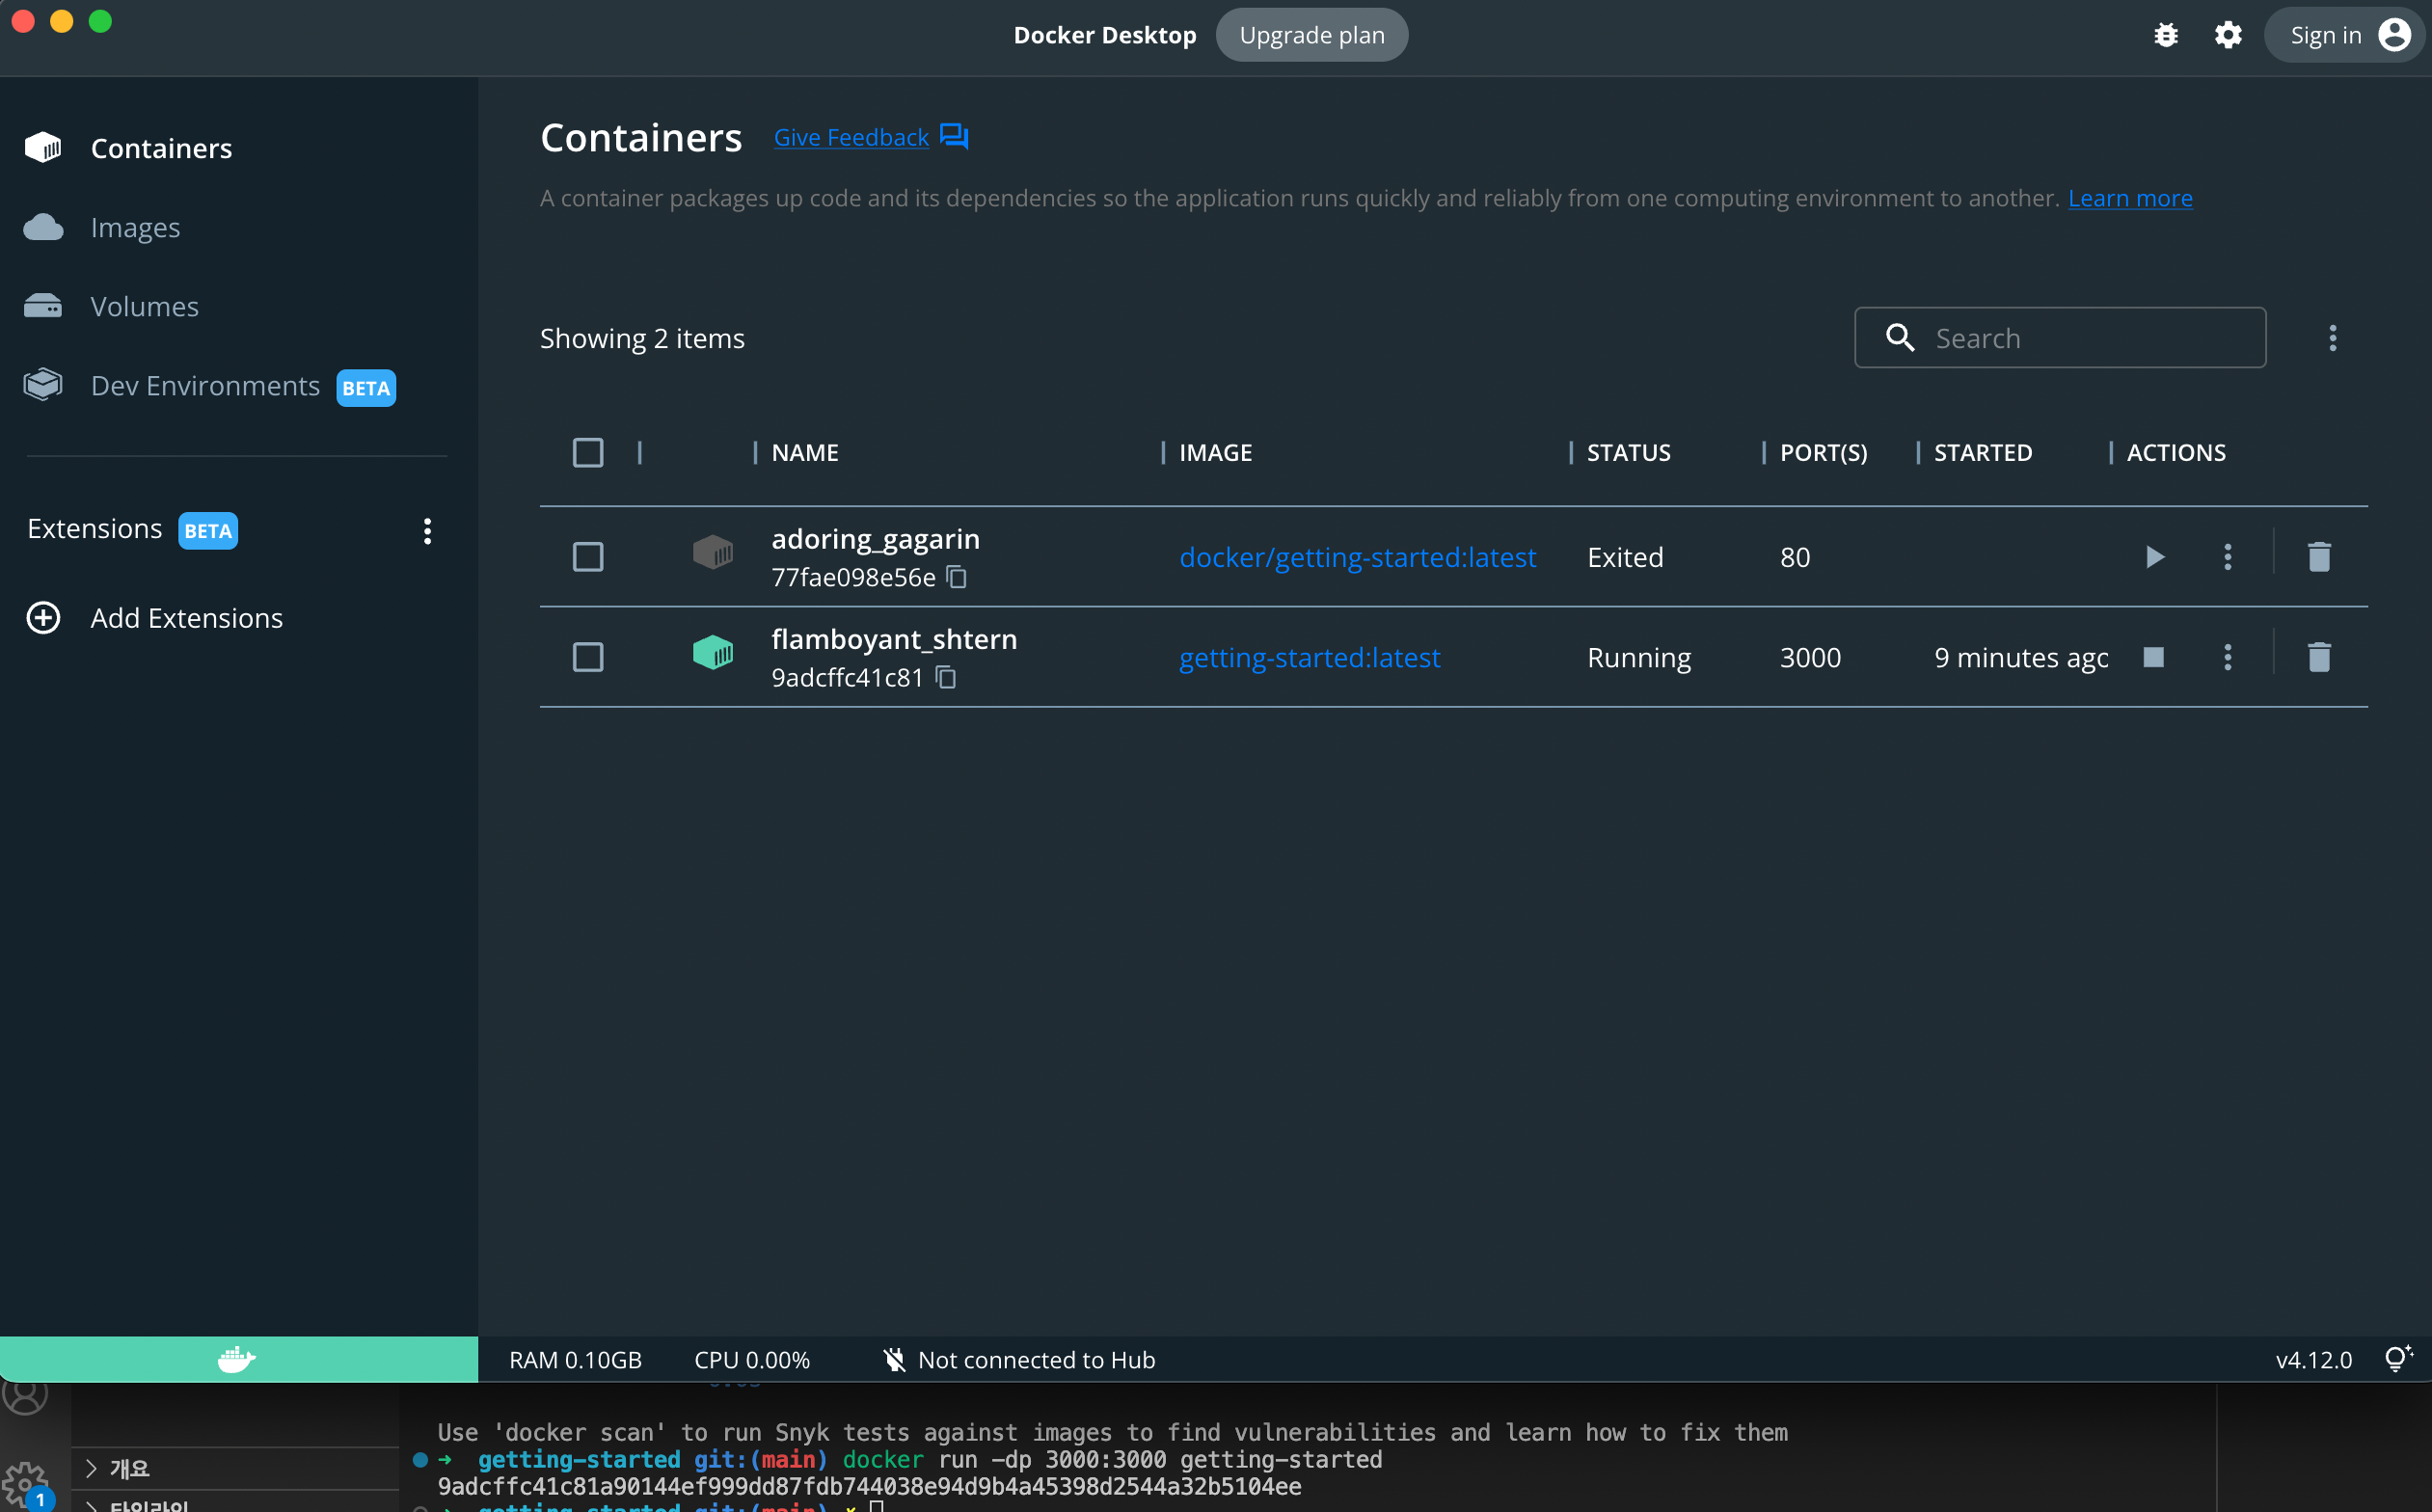 Docker Desktop Upgrade plan Sign in
Containers
Images
Volumes
Dev Environments BETA
Extensions BETA
Add Extensions
Containers Give Feedback
A container packages up code and its dependencies so the application runs quickly and reliably from one computing environment to another. Learn more
Showing 2 items Search
NAME IMAGE STATUS PORT(S) STARTED ACTIONS
adoring_gagarin docker/getting-started:latest Exited 80
77fae098e56e
flamboyant_shtern getting-started:latest Running 3000 9 minutes ago
9adcffc41c81
RAM 0.10GB CPU 0.00% Not connected to Hub v4.12.0
Use 'docker scan' to run Snyk tests against images to find vulnerabilities and learn how to fix them
➜ getting-started git:(main) docker run -dp 3000:3000 getting-started
9adcffc41c81a90144ef999dd87fdb744038e94d9b4a45398d2544a32b5104ee
➜ getting-started git:(main) ✗
개요
타임라인
1